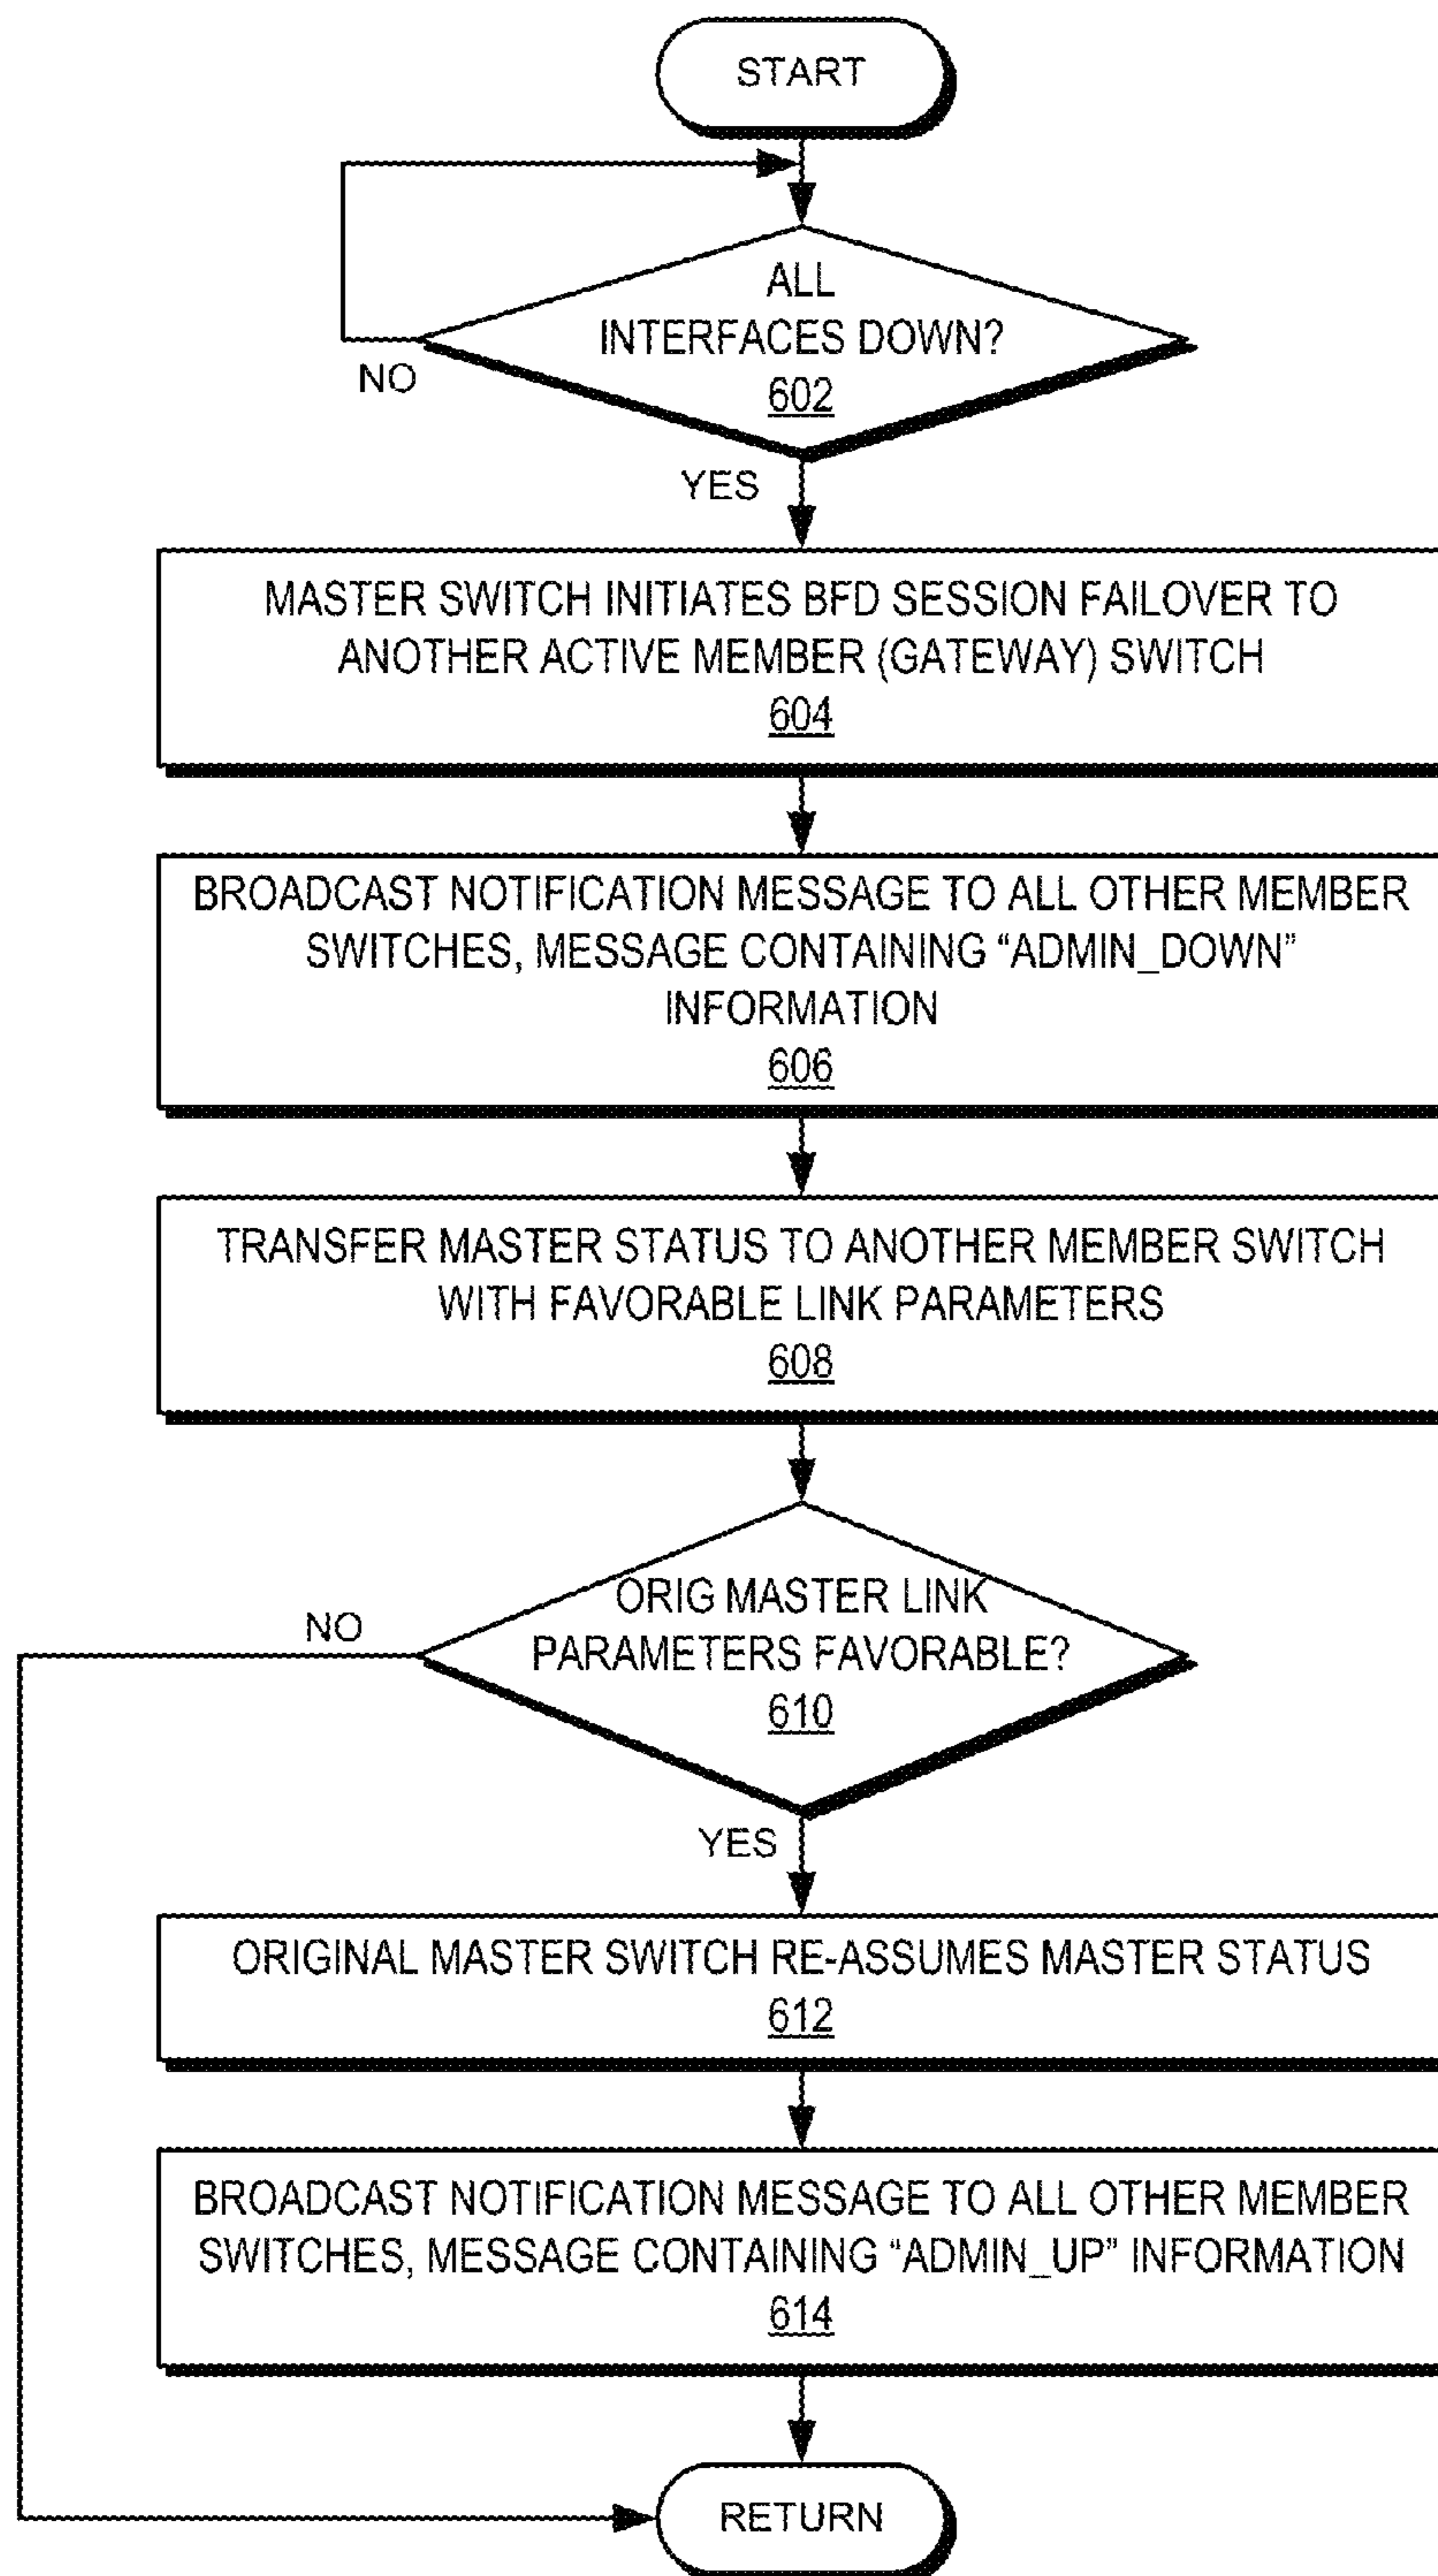 START
ALL
INTERFACES DOWN?
602
NO
YES
MASTER SWITCH INITIATES BFD SESSION FAILOVER TO
ANOTHER ACTIVE MEMBER (GATEWAY) SWITCH
604
BROADCAST NOTIFICATION MESSAGE TO ALL OTHER MEMBER
SWITCHES, MESSAGE CONTAINING “ADMIN_DOWN”
INFORMATION
606
TRANSFER MASTER STATUS TO ANOTHER MEMBER SWITCH
WITH FAVORABLE LINK PARAMETERS
608
ORIG MASTER LINK
PARAMETERS FAVORABLE?
610
NO
YES
ORIGINAL MASTER SWITCH RE-ASSUMES MASTER STATUS
612
BROADCAST NOTIFICATION MESSAGE TO ALL OTHER MEMBER
SWITCHES, MESSAGE CONTAINING “ADMIN_UP” INFORMATION
614
RETURN